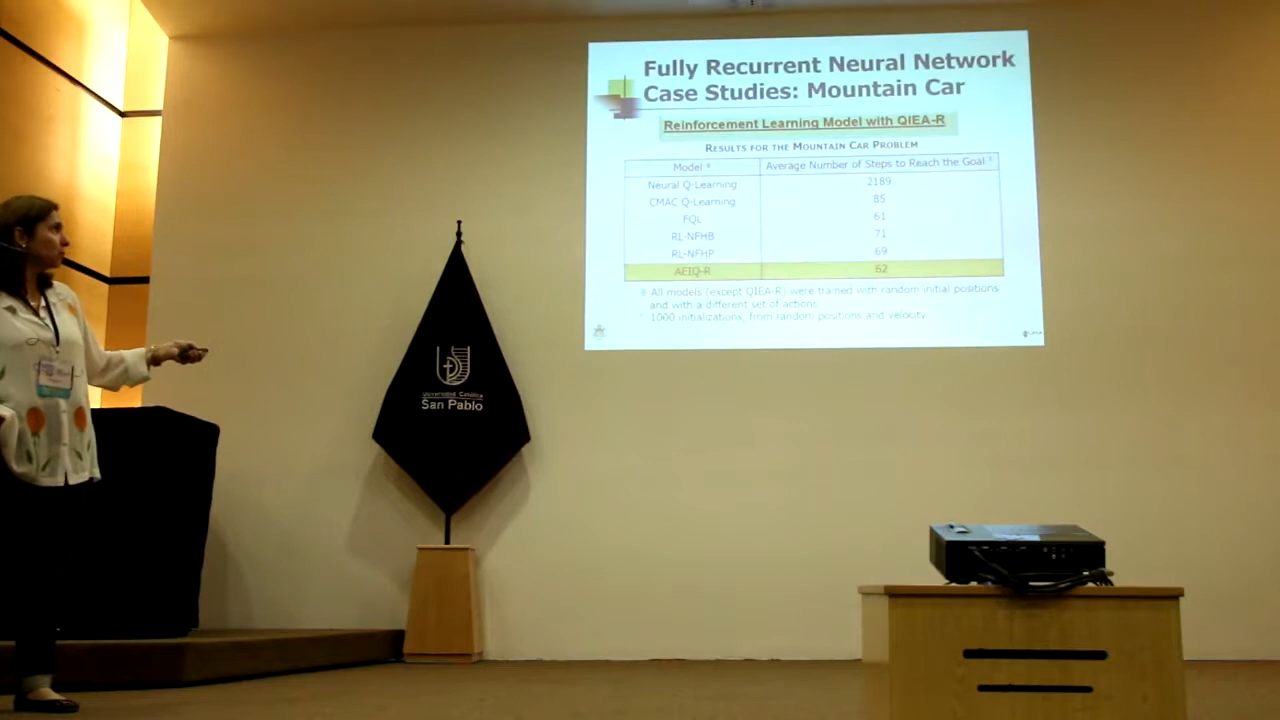 Fully Recurrent Neural Network
Case Studies: Mountain Car
Reinforcement Learning Model with QIEA-R
RESULTS FOR THE MOUNTAIN CAR PROBLEM
Model * Average Number of Steps to Reach the Goal
Neural Q-Learning 2189
CMAC Q-Learning 85
FQL 61
RL-NFHB 71
RL-NFHP 69
AEIQ-R 62
All models (except QIEA-R) were trained with random initial positions
and with a different set of actions
1000 initializations, from random positions and velocity
Universidad Católica
San Pablo